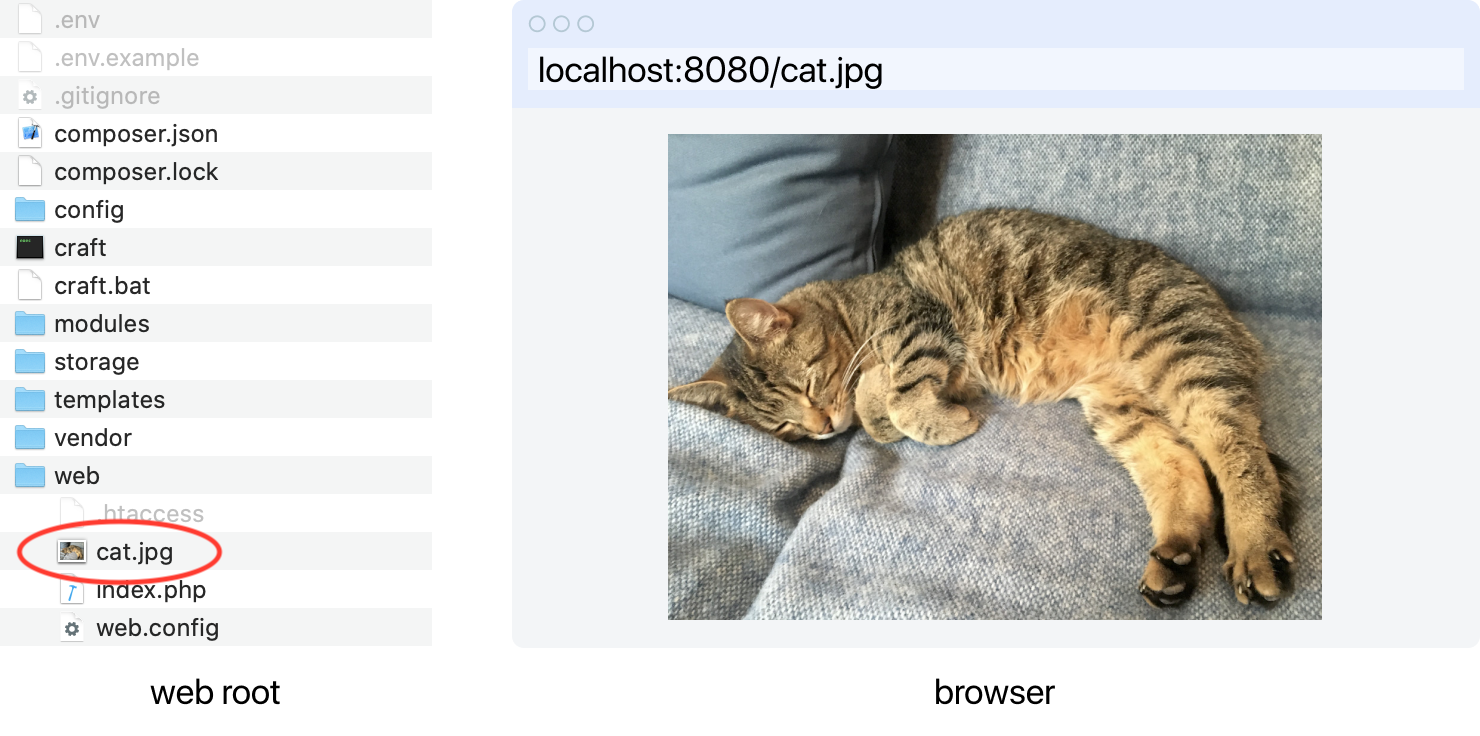 .env
.env.example
.gitignore
composer.json
composer.lock
config
craft
craft.bat
modules
storage
templates
vendor
web
.htaccess
cat.jpg
index.php
web.config
web root
localhost:8080/cat.jpg
browser